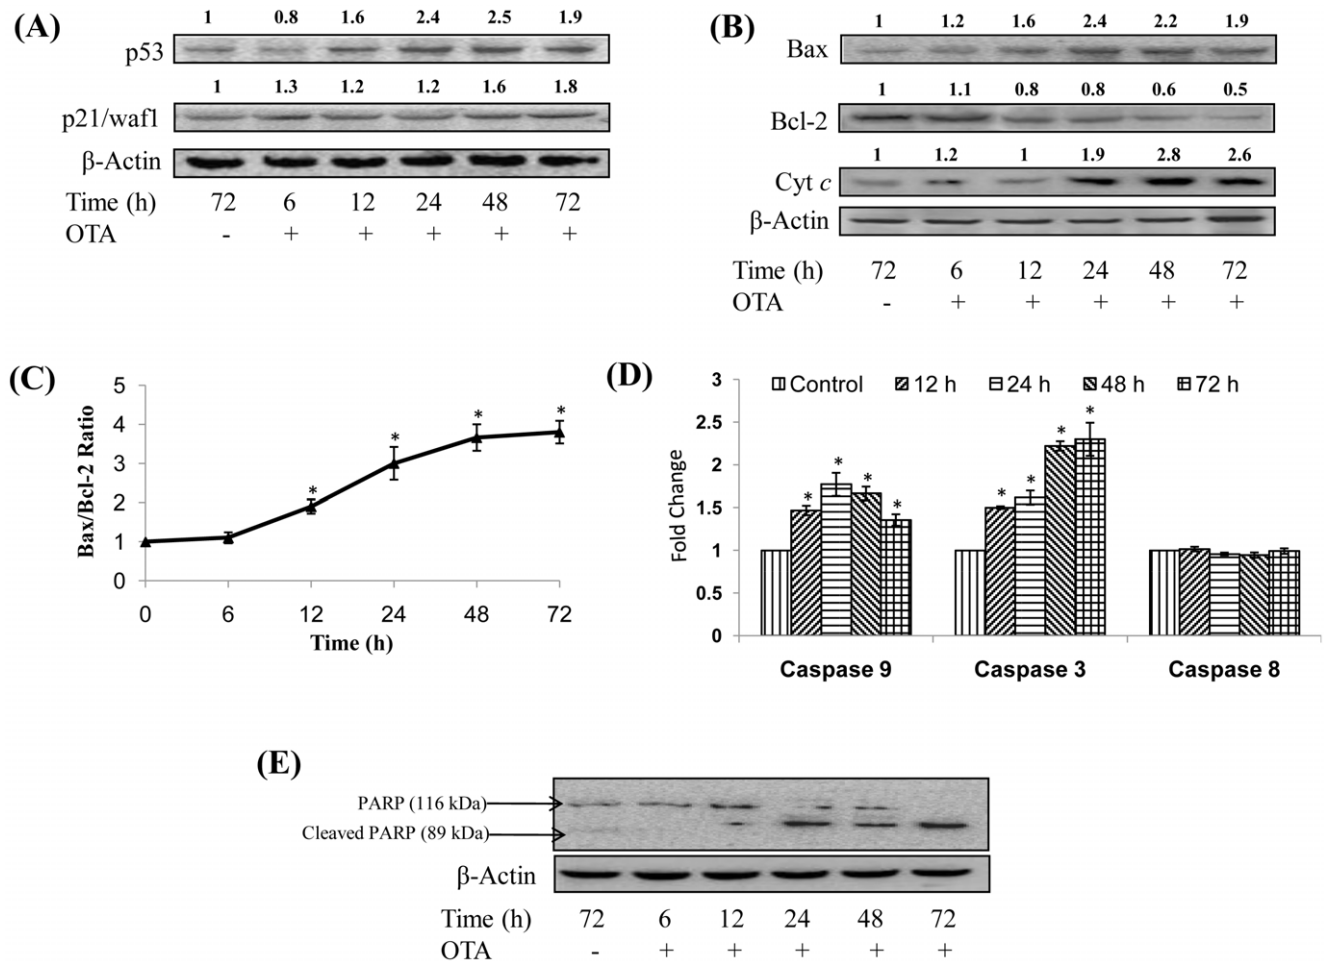 (A)
1 0.8 1.6 2.4 2.5 1.9
p53
1 1.3 1.2 1.2 1.6 1.8
p21/waf1
β-Actin
Time (h) 72 6 12 24 48 72
OTA - + + + + +
(B)
1 1.2 1.6 2.4 2.2 1.9
Bax
1 1.1 0.8 0.8 0.6 0.5
Bcl-2
1 1.2 1 1.9 2.8 2.6
Cyt c
β-Actin
Time (h) 72 6 12 24 48 72
OTA - + + + + +
(C)
Bax/Bcl-2 Ratio
5
4
3
2
1
0
* * * *
0 6 12 24 48 72
Time (h)
(D)
Control 12 h 24 h 48 h 72 h
Fold Change
3
2.5
2
1.5
1
0.5
0
* * * * * * * *
Caspase 9 Caspase 3 Caspase 8
(E)
PARP (116 kDa)
Cleaved PARP (89 kDa)
β-Actin
Time (h) 72 6 12 24 48 72
OTA - + + + + +